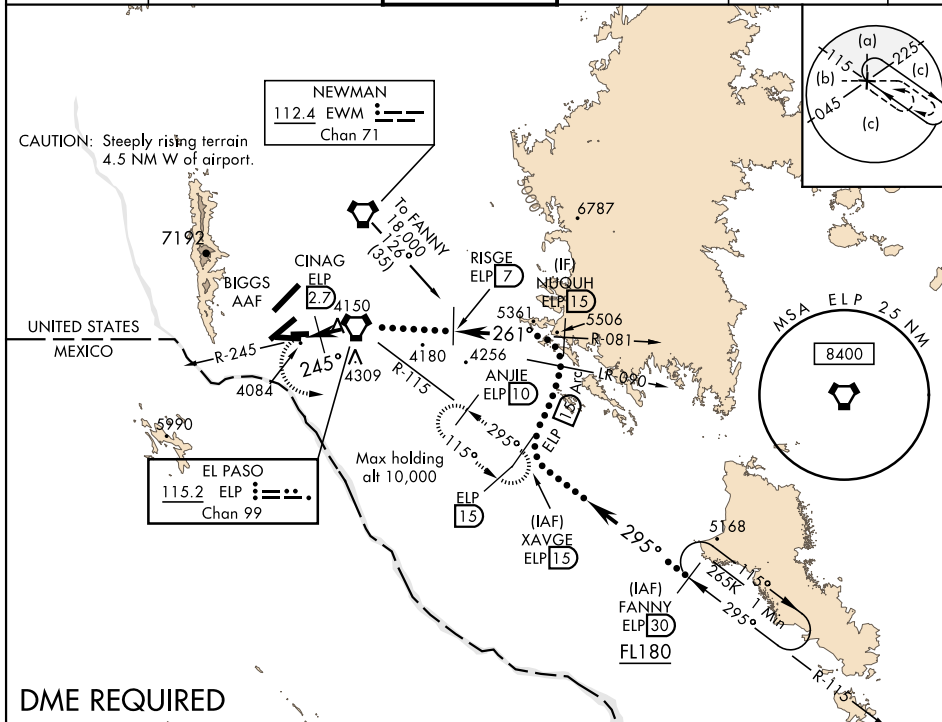 (a)
115
225
(b)
(c)
045
(c)
NEWMAN
112.4 EWM
Chan 71
CAUTION: Steeply rising terrain
4.5 NM W of airport.
5000
6787
To FANNY
18,000
126°
(35)
7192
CINAG
ELP
2.7
RISGE
ELP 7
(IF)
NUQUH
ELP 15
BIGGS
AAF
4150
5361
5506
261°
R-081
UNITED STATES
MEXICO
R-245
245°
4180
4256
LR-090
4084
4309
R-115
ANJIE
ELP 10
ELP 15 Arc
MSA ELP 25 NM
8400
5990
295°
115°
Max holding
alt 10,000
EL PASO
115.2 ELP
Chan 99
ELP
15
(IAF)
XAVGE
ELP 15
295°
5168
115°
265K
1 Min
295°
(IAF)
FANNY
ELP 30
FL180
R-115
DME REQUIRED